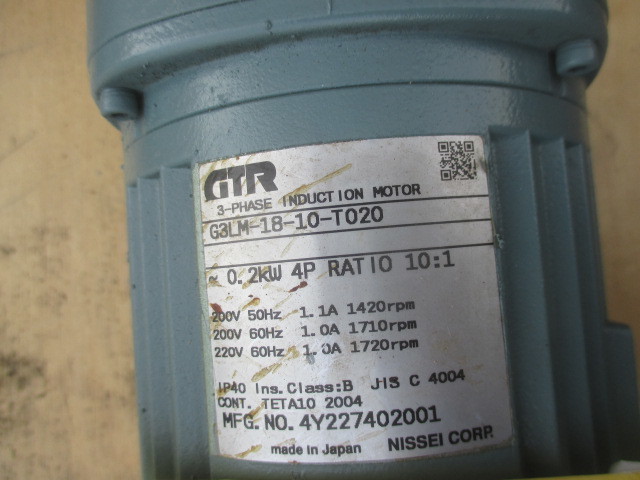 GTR
3-PHASE INDUCTION MOTOR
G3LM-18-10-T020
~ 0.2kW 4P RATIO 10:1
200V 50Hz 1.1A 1420rpm
200V 60Hz 1.0A 1710rpm
220V 60Hz 1.0A 1720rpm
IP40 Ins.Class:B JIS C 4004
CONT. TETA10 2004
MFG.NO. 4Y227402001
made in Japan NISSEI CORP.